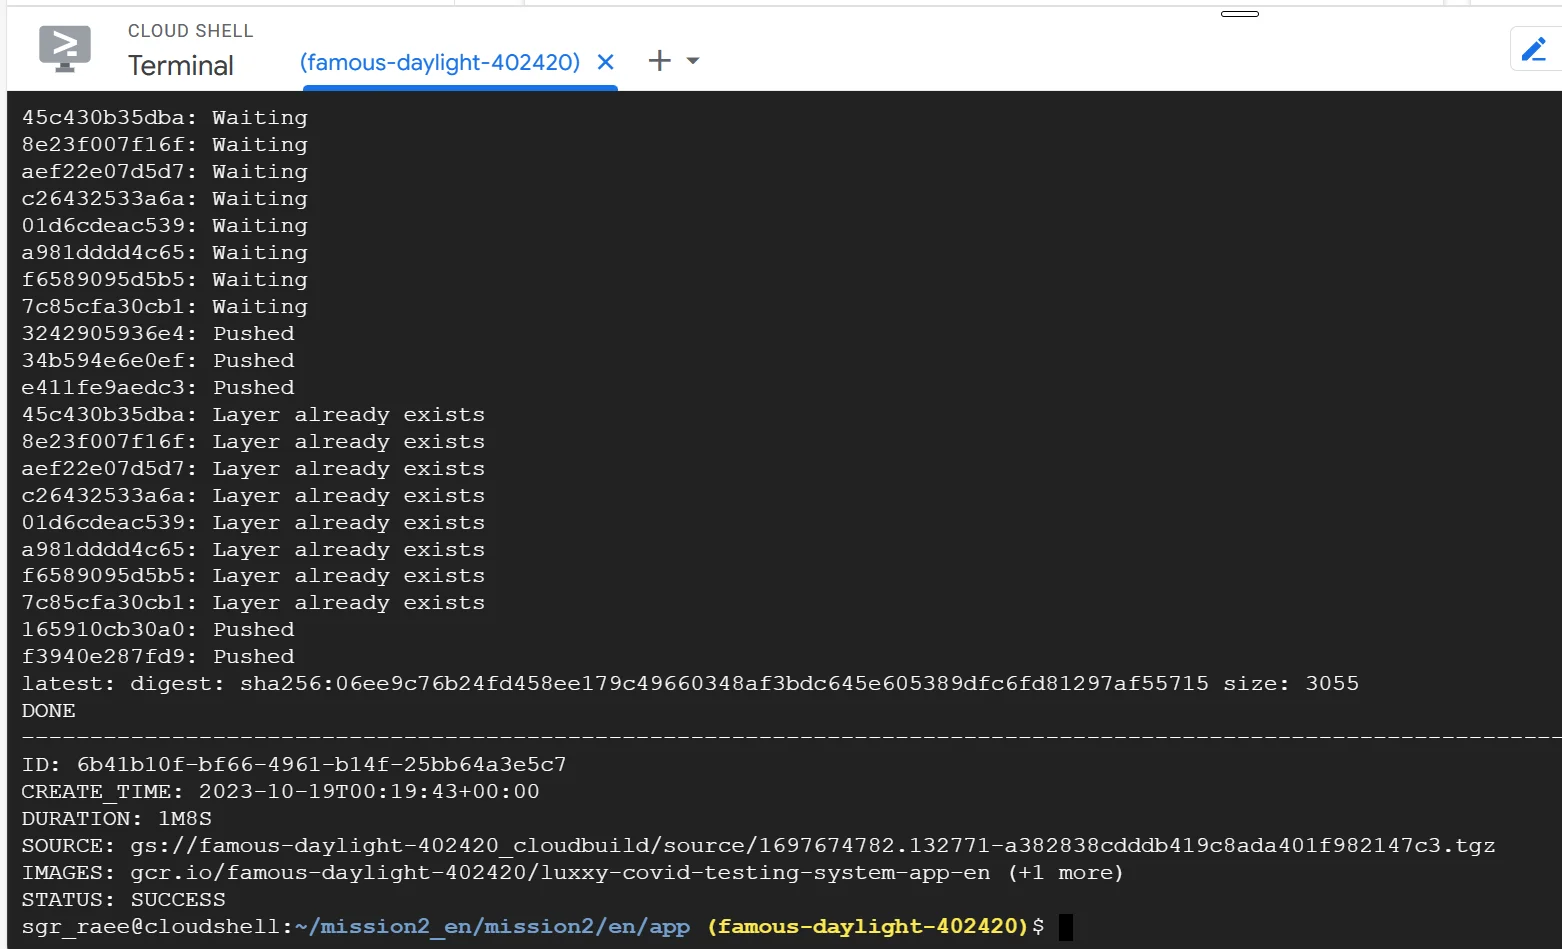 CLOUD SHELL
Terminal
(famous-daylight-402420)
45c430b35dba: Waiting
8e23f007f16f: Waiting
aef22e07d5d7: Waiting
c26432533a6a: Waiting
01d6cdeac539: Waiting
a981dddd4c65: Waiting
f6589095d5b5: Waiting
7c85cfa30cb1: Waiting
3242905936e4: Pushed
34b594e6e0ef: Pushed
e411fe9aedc3: Pushed
45c430b35dba: Layer already exists
8e23f007f16f: Layer already exists
aef22e07d5d7: Layer already exists
c26432533a6a: Layer already exists
01d6cdeac539: Layer already exists
a981dddd4c65: Layer already exists
f6589095d5b5: Layer already exists
7c85cfa30cb1: Layer already exists
165910cb30a0: Pushed
f3940e287fd9: Pushed
latest: digest: sha256:06ee9c76b24fd458ee179c49660348af3bdc645e605389dfc6fd81297af55715 size: 3055
DONE
ID: 6b41b10f-bf66-4961-b14f-25bb64a3e5c7
CREATE_TIME: 2023-10-19T00:19:43+00:00
DURATION: 1M8S
SOURCE: gs://famous-daylight-402420_cloudbuild/source/1697674782.132771-a382838cdddb419c8ada401f982147c3.tgz
IMAGES: gcr.io/famous-daylight-402420/luxxy-covid-testing-system-app-en (+1 more)
STATUS: SUCCESS
sgr_raee@cloudshell:~/mission2_en/mission2/en/app (famous-daylight-402420)$